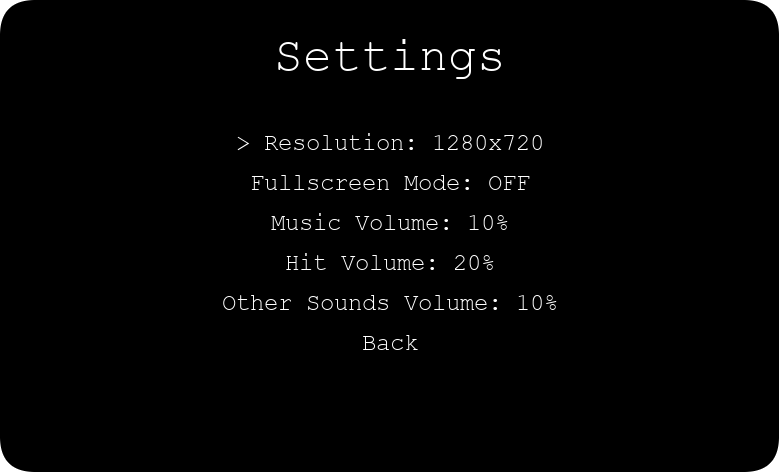 Settings
> Resolution: 1280x720
Fullscreen Mode: OFF
Music Volume: 10%
Hit Volume: 20%
Other Sounds Volume: 10%
Back